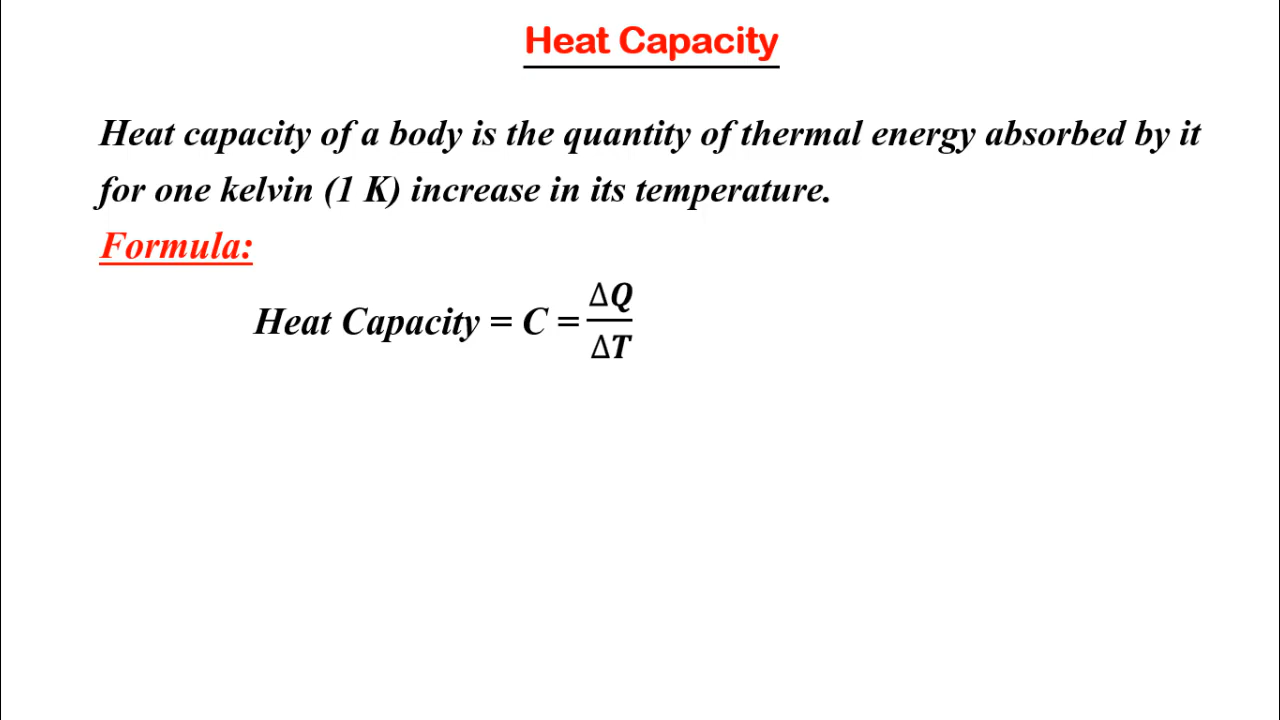 Heat Capacity
Heat capacity of a body is the quantity of thermal energy absorbed by it
for one kelvin (1 K) increase in its temperature.
Formula:
Heat Capacity = C = ΔQ/ΔT